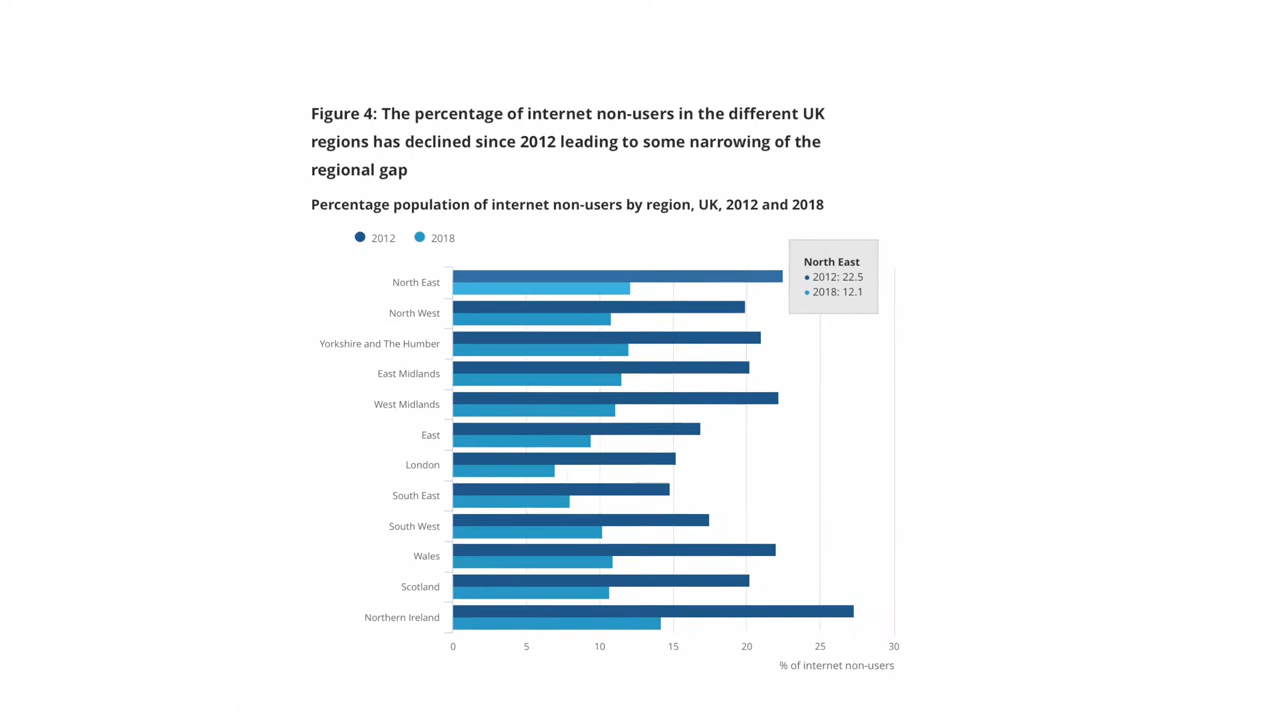 Figure 4: The percentage of internet non-users in the different UK
regions has declined since 2012 leading to some narrowing of the
regional gap
Percentage population of internet non-users by region, UK, 2012 and 2018
2012 2018
North East
2012: 22.5
2018: 12.1
North East
North West
Yorkshire and The Humber
East Midlands
West Midlands
East
London
South East
South West
Wales
Scotland
Northern Ireland
0 5 10 15 20 25 30
% of internet non-users